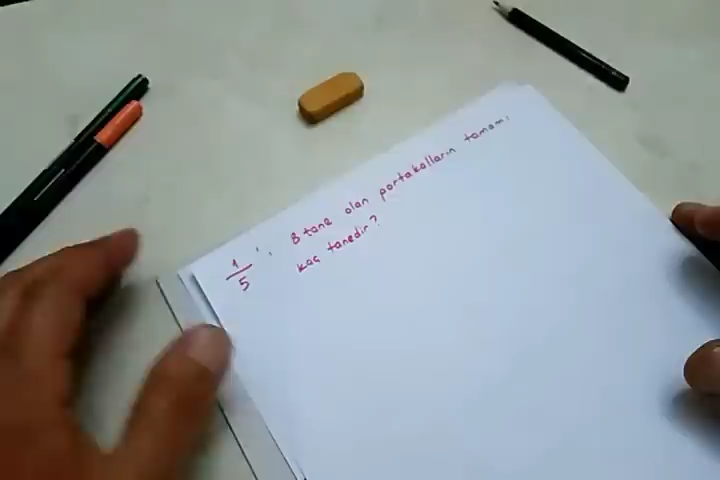 1/5 'i 8 tane olan portakalların tamamı
kaç tanedir?